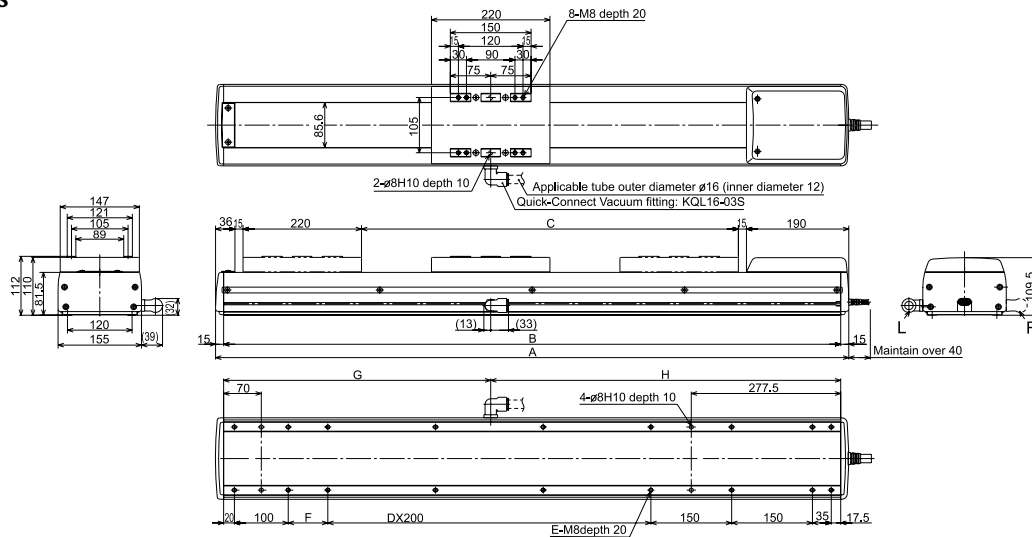 S
220
8-M8 depth 20
150
15 120 15
30 90 30
75 75
85.6
105
2-ø8H10 depth 10
Applicable tube outer diameter ø16 (inner diameter 12)
Quick-Connect Vacuum fitting: KQL16-03S
147
121
105
89
112
110
81.5
120
155
(39)
(32)
36
15
220
C
15
190
(13) (33)
15
B
15
A
Maintain over 40
109.5
L
R
G
H
70
4-ø8H10 depth 10
277.5
20
100
F
DX200
E-M8depth 20
150
150
35
17.5